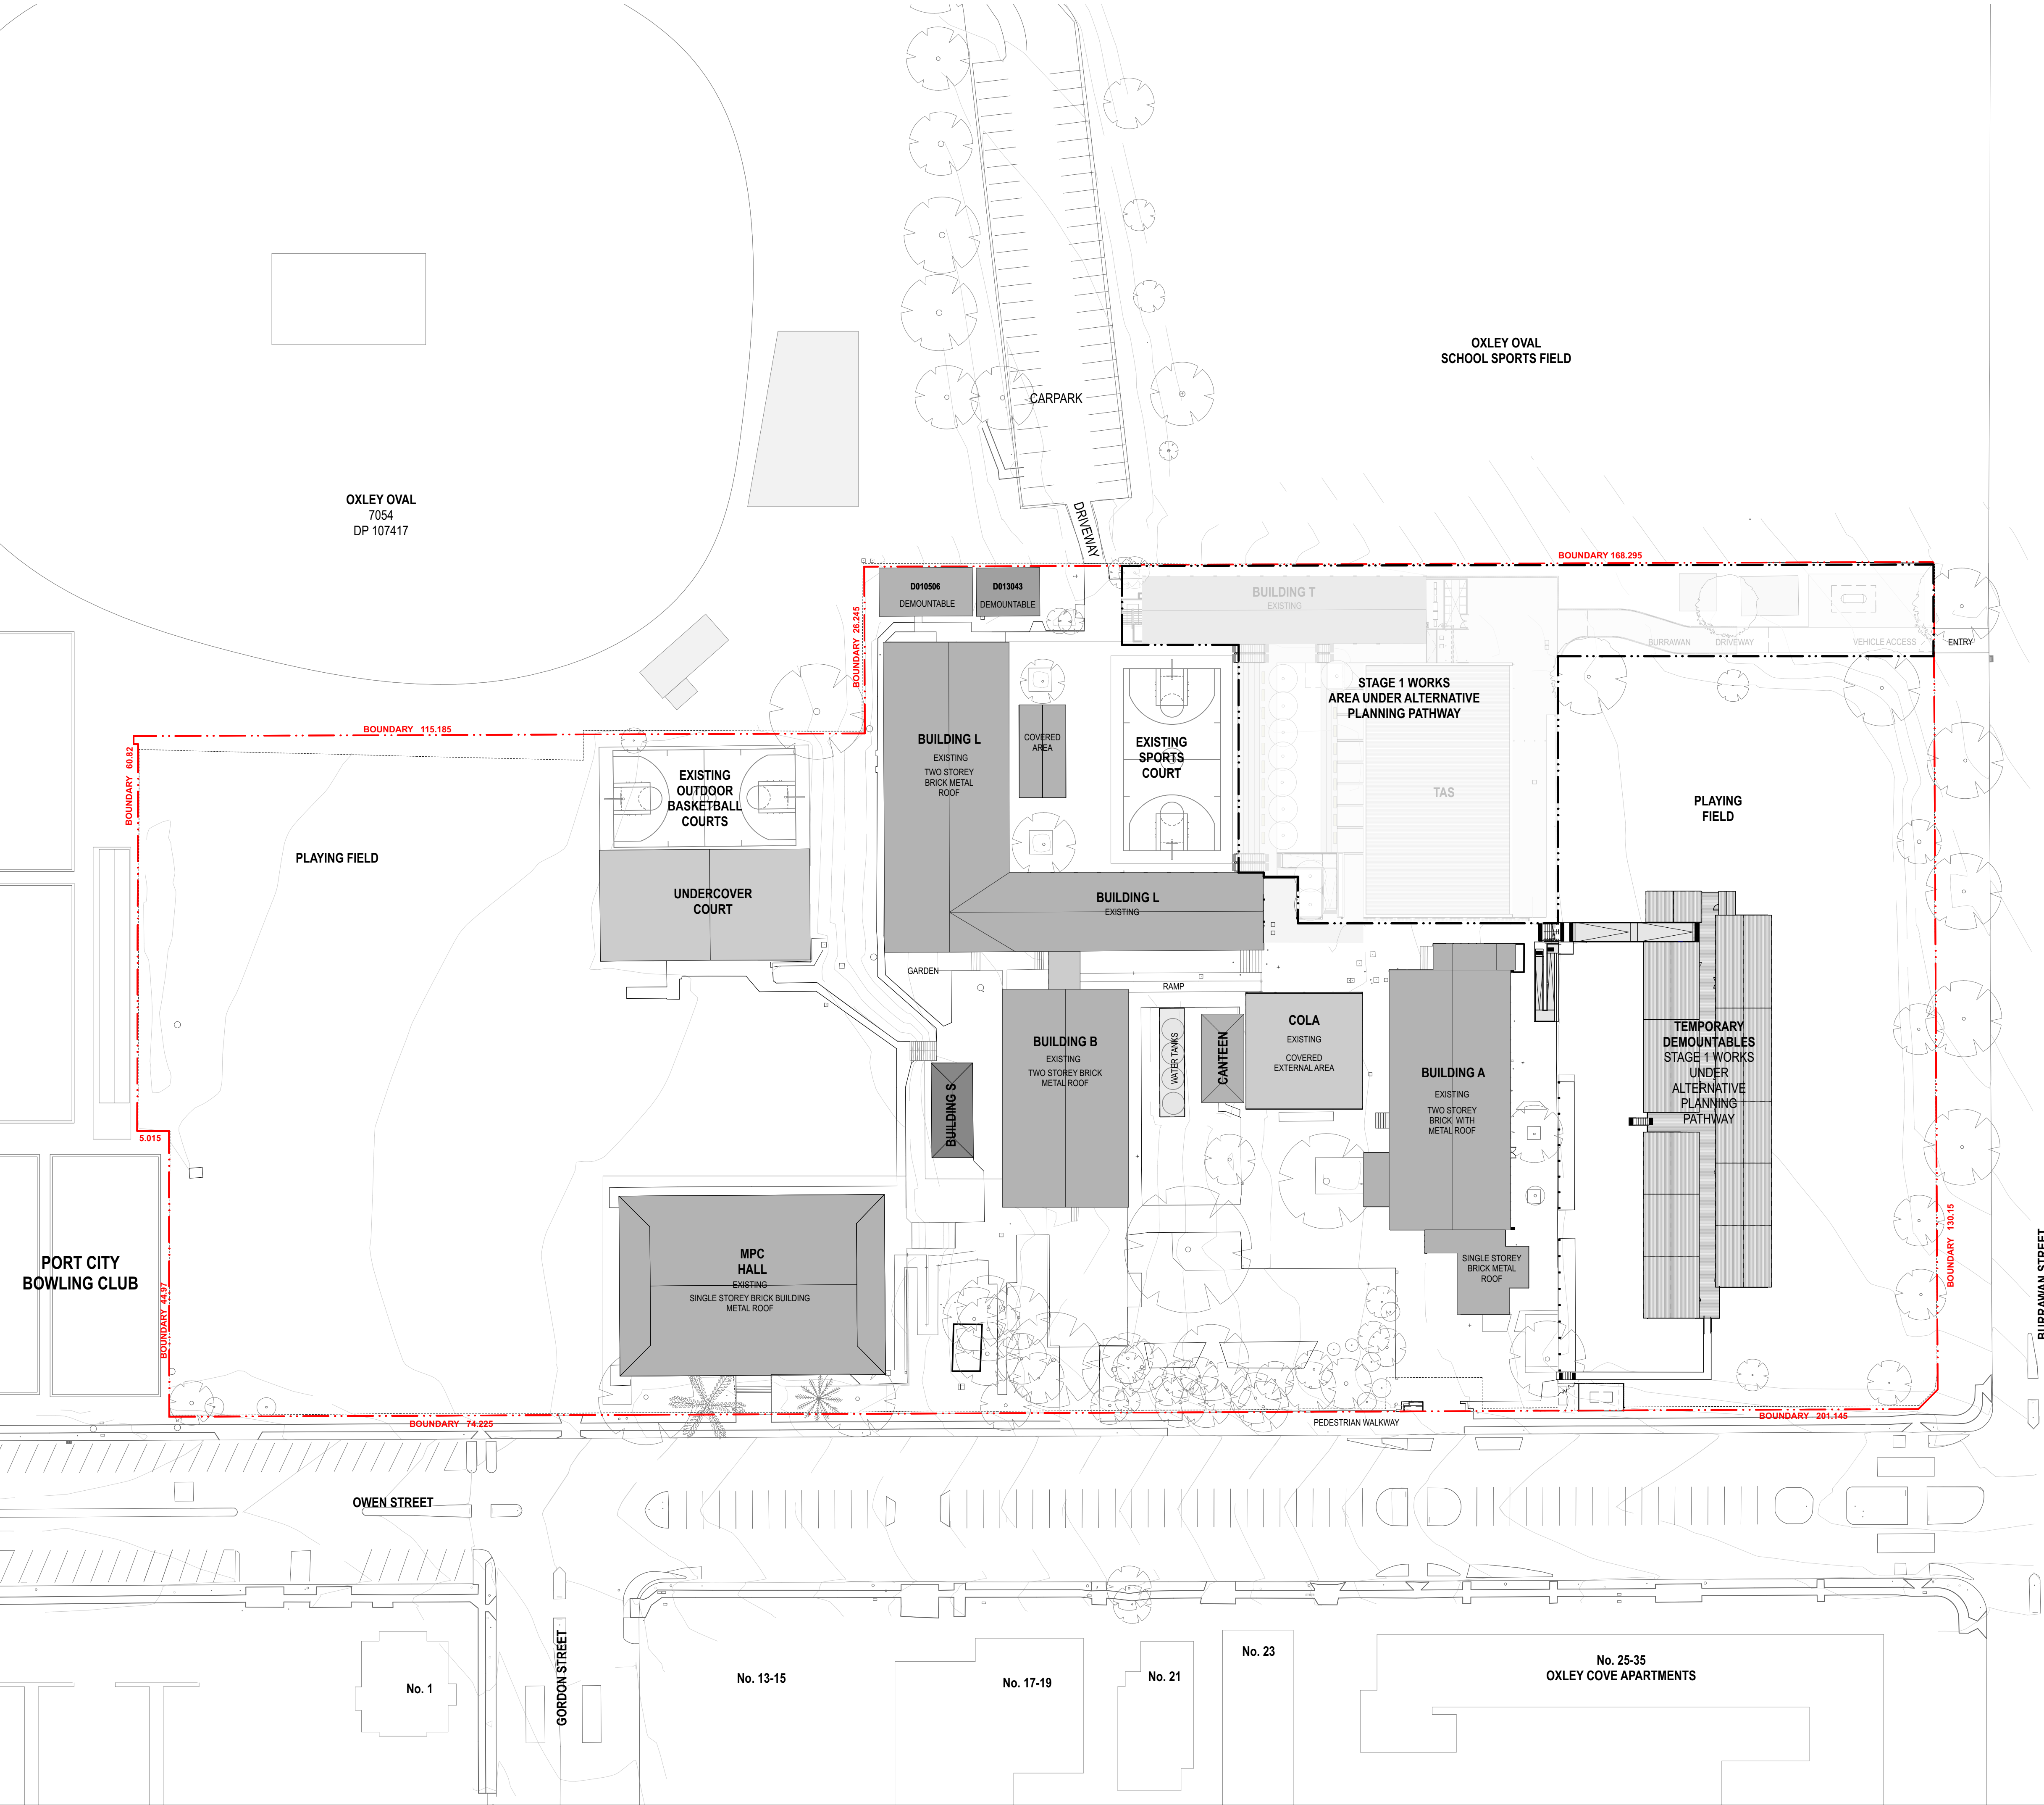 CARPARK
OXLEY OVAL
SCHOOL SPORTS FIELD
OXLEY OVAL
7054
DP 107417
DRIVEWAY
BOUNDARY 168.295
BOUNDARY 26.245
D010506
DEMOUNTABLE
D013043
DEMOUNTABLE
BUILDING T
EXISTING
BURRAWAN DRIVEWAY VEHICLE ACCESS
ENTRY
STAGE 1 WORKS
AREA UNDER ALTERNATIVE
PLANNING PATHWAY
TAS
BOUNDARY 115.185
BOUNDARY 60.82
BUILDING L
EXISTING
TWO STOREY
BRICK METAL
ROOF
COVERED
AREA
EXISTING
SPORTS
COURT
EXISTING
OUTDOOR
BASKETBALL
COURTS
PLAYING FIELD
PLAYING
FIELD
UNDERCOVER
COURT
BUILDING L
EXISTING
GARDEN
RAMP
BUILDING B
EXISTING
TWO STOREY BRICK
METAL ROOF
WATER TANKS
CANTEEN
COLA
EXISTING
COVERED
EXTERNAL AREA
BUILDING A
EXISTING
TWO STOREY
BRICK WITH
METAL ROOF
TEMPORARY
DEMOUNTABLES
STAGE 1 WORKS
UNDER
ALTERNATIVE
PLANNING
PATHWAY
BUILDING S
5.015
PORT CITY
BOWLING CLUB
BOUNDARY 44.97
MPC
HALL
EXISTING
SINGLE STOREY BRICK BUILDING
METAL ROOF
SINGLE STOREY
BRICK METAL
ROOF
BOUNDARY 130.15
BURRAWAN STREET
BOUNDARY 74.225
PEDESTRIAN WALKWAY
BOUNDARY 201.145
OWEN STREET
GORDON STREET
No. 1
No. 13-15
No. 17-19
No. 21
No. 23
No. 25-35
OXLEY COVE APARTMENTS